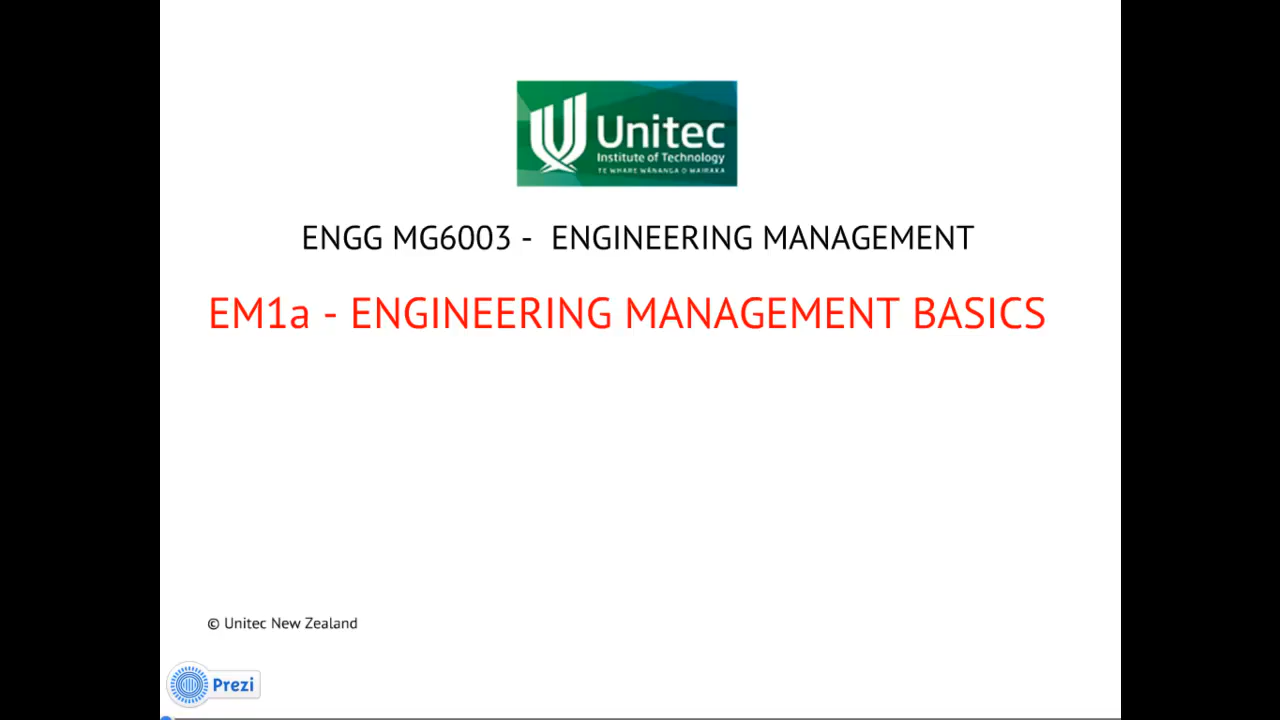 Unitec
Institute of Technology
TE WHARE WĀNANGA O WAIRAKA
ENGG MG6003 - ENGINEERING MANAGEMENT
EM1a - ENGINEERING MANAGEMENT BASICS
© Unitec New Zealand
Prezi